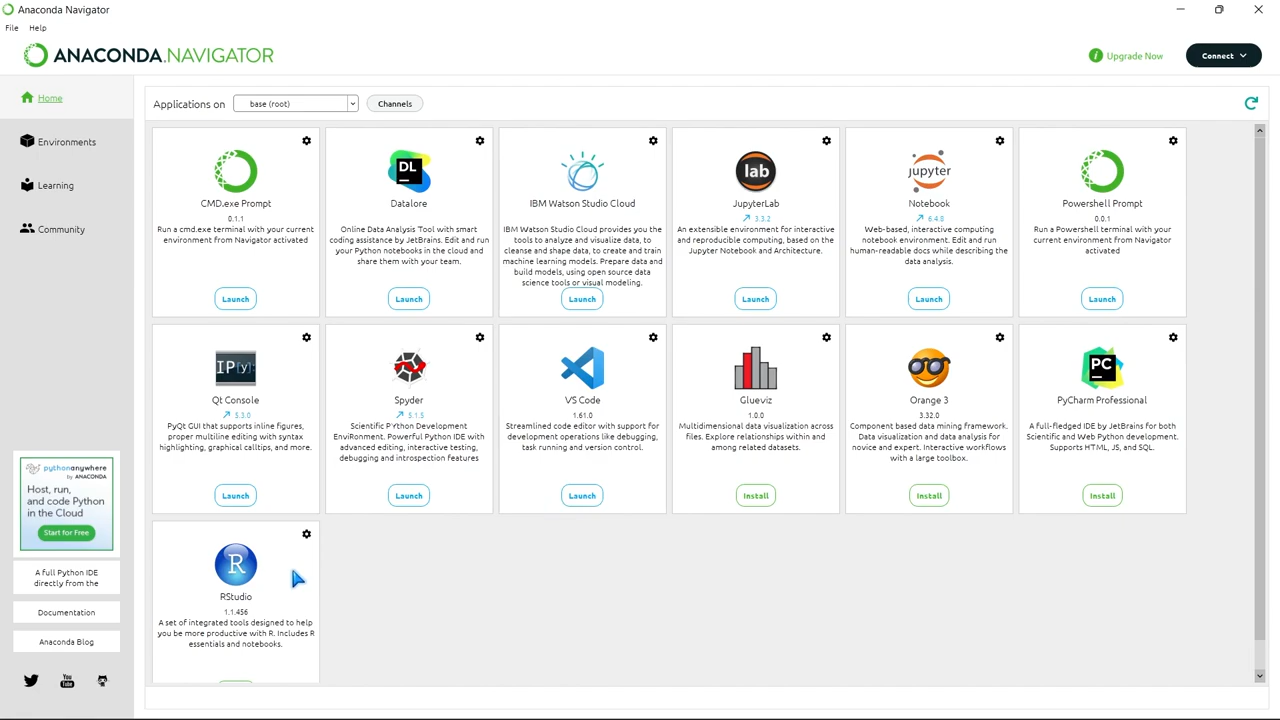 Anaconda Navigator
File Help
ANACONDA.NAVIGATOR
i Upgrade Now
Connect
Home
Environments
Learning
Community
Applications on
base (root)
Channels
CMD.exe Prompt
0.1.1
Run a cmd.exe terminal with your current
environment from Navigator activated
Launch
DL
Datalore
Online Data Analysis Tool with smart
coding assistance by JetBrains. Edit and run
your Python notebooks in the cloud and
share them with your team.
Launch
IBM Watson Studio Cloud
IBM Watson Studio Cloud provides you the
tools to analyze and visualize data, to
cleanse and shape data, to create and train
machine learning models. Prepare data and
build models, using open source data
science tools or visual modeling.
Launch
lab
JupyterLab
3.3.2
An extensible environment for interactive
and reproducible computing, based on the
Jupyter Notebook and Architecture.
Launch
jupyter
Notebook
6.4.8
Web-based, interactive computing
notebook environment. Edit and run
human-readable docs while describing the
data analysis.
Launch
Powershell Prompt
0.0.1
Run a Powershell terminal with your
current environment from Navigator
activated
Launch
IP[y]:
Qt Console
5.3.0
PyQt GUI that supports inline figures,
proper multiline editing with syntax
highlighting, graphical calltips, and more.
Launch
Spyder
5.1.5
Scientific PYthon Development
EnviRonment. Powerful Python IDE with
advanced editing, interactive testing,
debugging and introspection features
Launch
VS Code
1.61.0
Streamlined code editor with support for
development operations like debugging,
task running and version control.
Launch
Glueviz
1.0.0
Multidimensional data visualization across
files. Explore relationships within and
among related datasets.
Install
Orange 3
3.32.0
Component based data mining framework.
Data visualization and data analysis for
novice and expert. Interactive workflows
with a large toolbox.
Install
PC
PyCharm Professional
A full-fledged IDE by JetBrains for both
Scientific and Web Python development.
Supports HTML, JS, and SQL.
Install
R
RStudio
1.1.456
A set of integrated tools designed to help
you be more productive with R. Includes R
essentials and notebooks.
pythonanywhere
by ANACONDA
Host, run,
and code Python
in the Cloud
Start for Free
A full Python IDE
directly from the
Documentation
Anaconda Blog
You
Tube